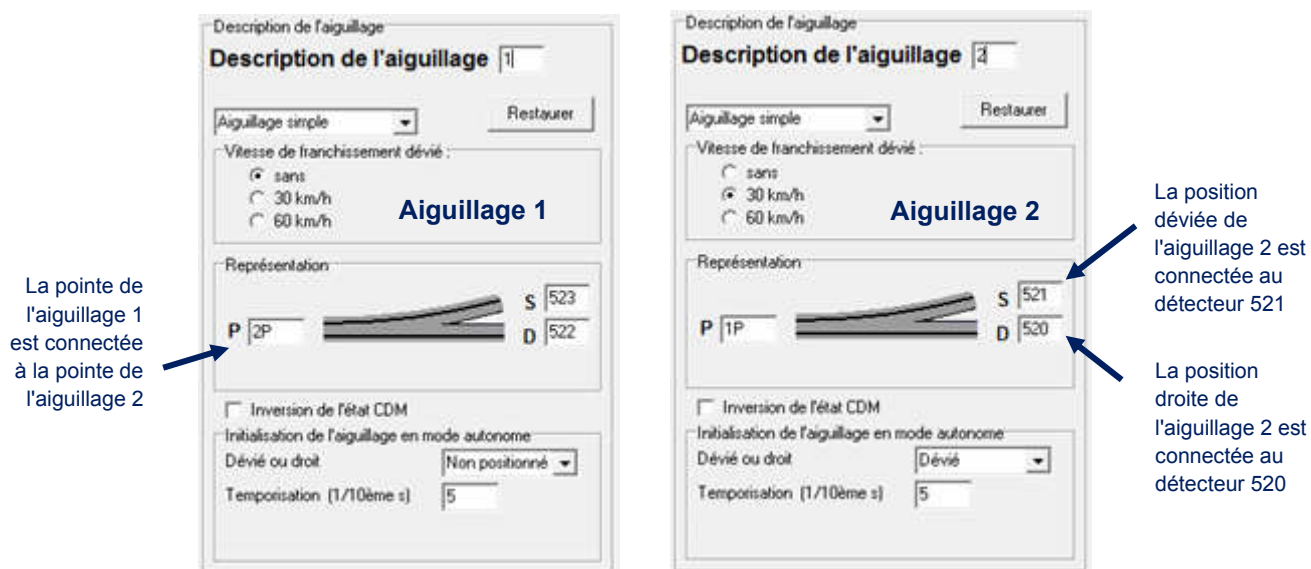 La pointe de
l'aiguillage 1
est connectée
à la pointe de
l'aiguillage 2
Description de l'aiguillage
Description de l'aiguillage 1
Aiguillage simple
Restaurer
Vitesse de franchissement dévié :
sans
30 km/h
60 km/h
Aiguillage 1
Représentation
P 2P
S 523
D 522
Inversion de l'état CDM
Initialisation de l'aiguillage en mode autonome
Dévié ou droit Non positionné
Temporisation (1/10ème s) 5
Description de l'aiguillage
Description de l'aiguillage 2
Aiguillage simple
Restaurer
Vitesse de franchissement dévié :
sans
30 km/h
60 km/h
Aiguillage 2
Représentation
P 1P
S 521
D 520
Inversion de l'état CDM
Initialisation de l'aiguillage en mode autonome
Dévié ou droit Dévié
Temporisation (1/10ème s) 5
La position
déviée de
l'aiguillage 2 est
connectée au
détecteur 521
La position
droite de
l'aiguillage 2 est
connectée au
détecteur 520